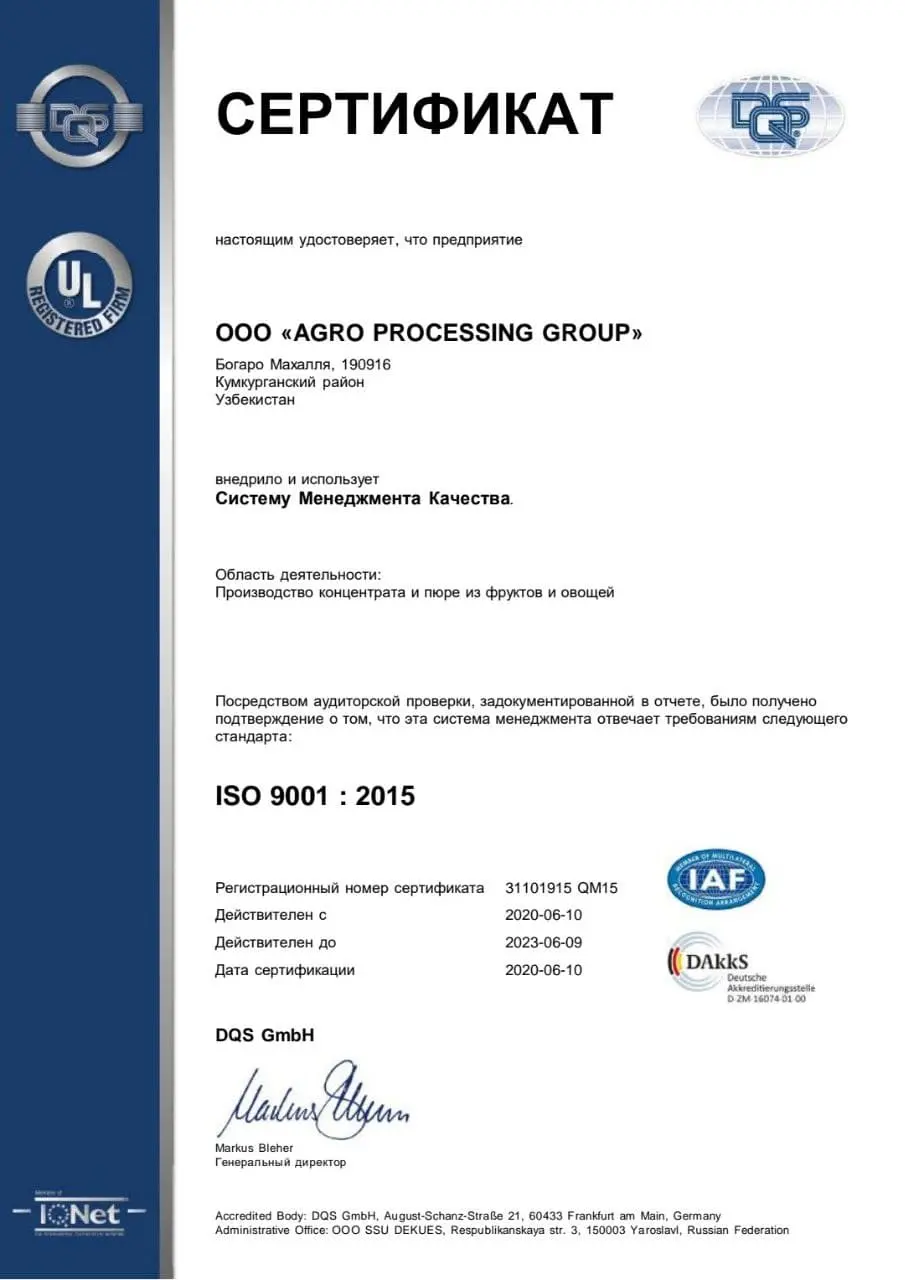 СЕРТИФИКАТ
DQS
DQS
UL
®
REGISTERED FIRM
настоящим удостоверяет, что предприятие
ООО «AGRO PROCESSING GROUP»
Богаро Махалля, 190916
Кумкурганский район
Узбекистан
внедрило и использует
Систему Менеджмента Качества.
Область деятельности:
Производство концентрата и пюре из фруктов и овощей
Посредством аудиторской проверки, задокументированной в отчете, было получено
подтверждение о том, что эта система менеджмента отвечает требованиям следующего
стандарта:
ISO 9001 : 2015
Регистрационный номер сертификата 31101915 QM15
Действителен с 2020-06-10
Действителен до 2023-06-09
Дата сертификации 2020-06-10
MEMBER OF MULTILATERAL
IAF
RECOGNITION ARRANGEMENT
DAkkS
Deutsche
Akkreditierungsstelle
D-ZM-16074-01-00
DQS GmbH
Markus Bleher
Генеральный директор
Member of
IQNet
Accredited Body: DQS GmbH, August-Schanz-Straße 21, 60433 Frankfurt am Main, Germany
Administrative Office: OOO SSU DEKUES, Respublikanskaya str. 3, 150003 Yaroslavl, Russian Federation